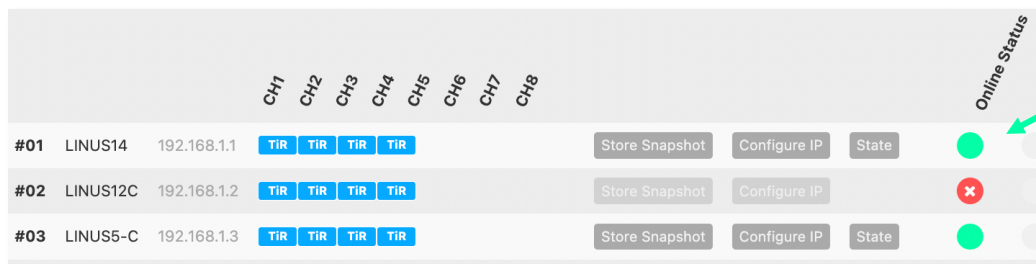 CH1 CH2 CH3 CH4 CH5 CH6 CH7 CH8 Online Status
#01 LINUS14 192.168.1.1 TiR TiR TiR TiR Store Snapshot Configure IP State
#02 LINUS12C 192.168.1.2 TiR TiR TiR TiR Store Snapshot Configure IP
#03 LINUS5-C 192.168.1.3 TiR TiR TiR TiR Store Snapshot Configure IP State